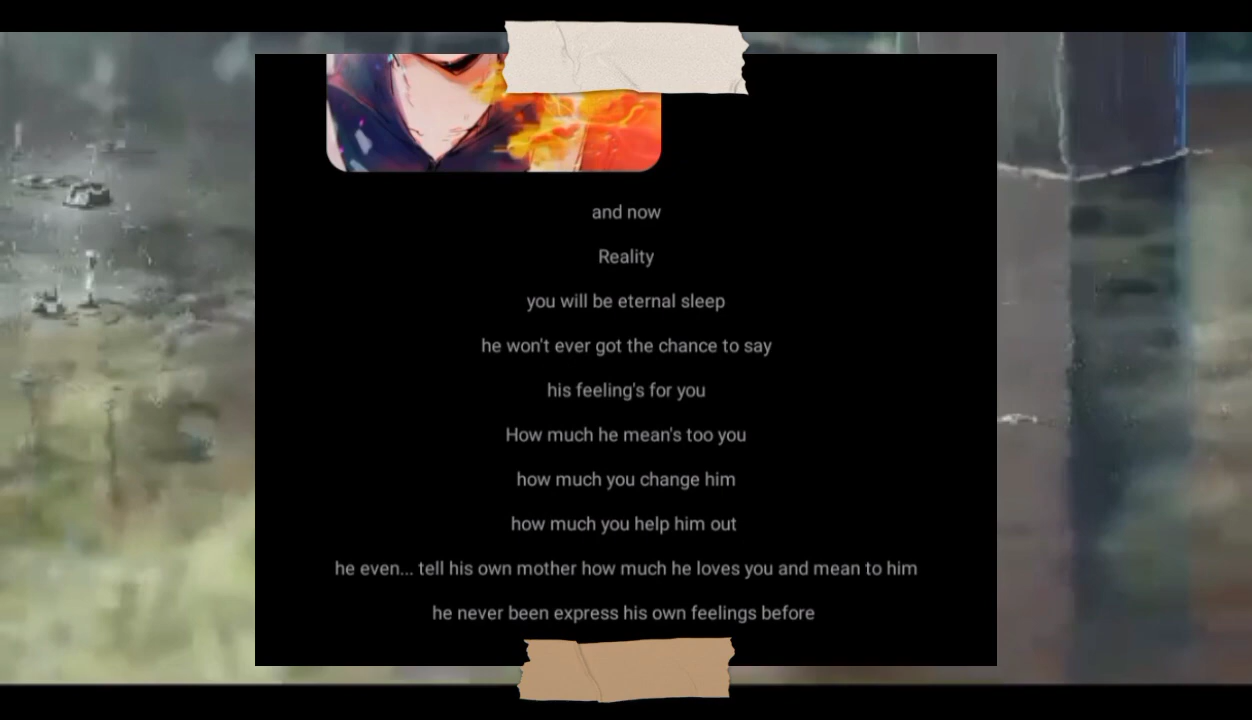 and now
Reality
you will be eternal sleep
he won't ever got the chance to say
his feeling's for you
How much he mean's too you
how much you change him
how much you help him out
he even... tell his own mother how much he loves you and mean to him
he never been express his own feelings before